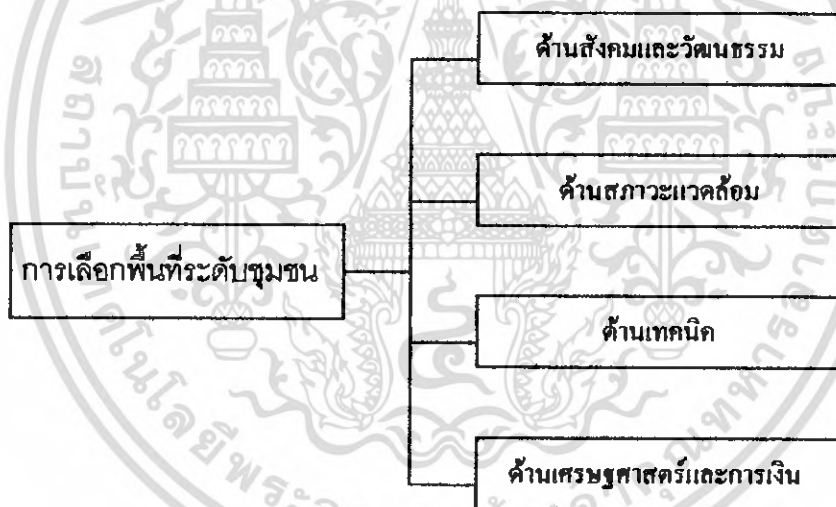 ด้านสังคมและวัฒนธรรม
ด้านสภาวะแวดล้อม
การเลือกพื้นที่ระดับชุมชน
ด้านเทคนิค
ด้านเศรษฐศาสตร์และการเงิน